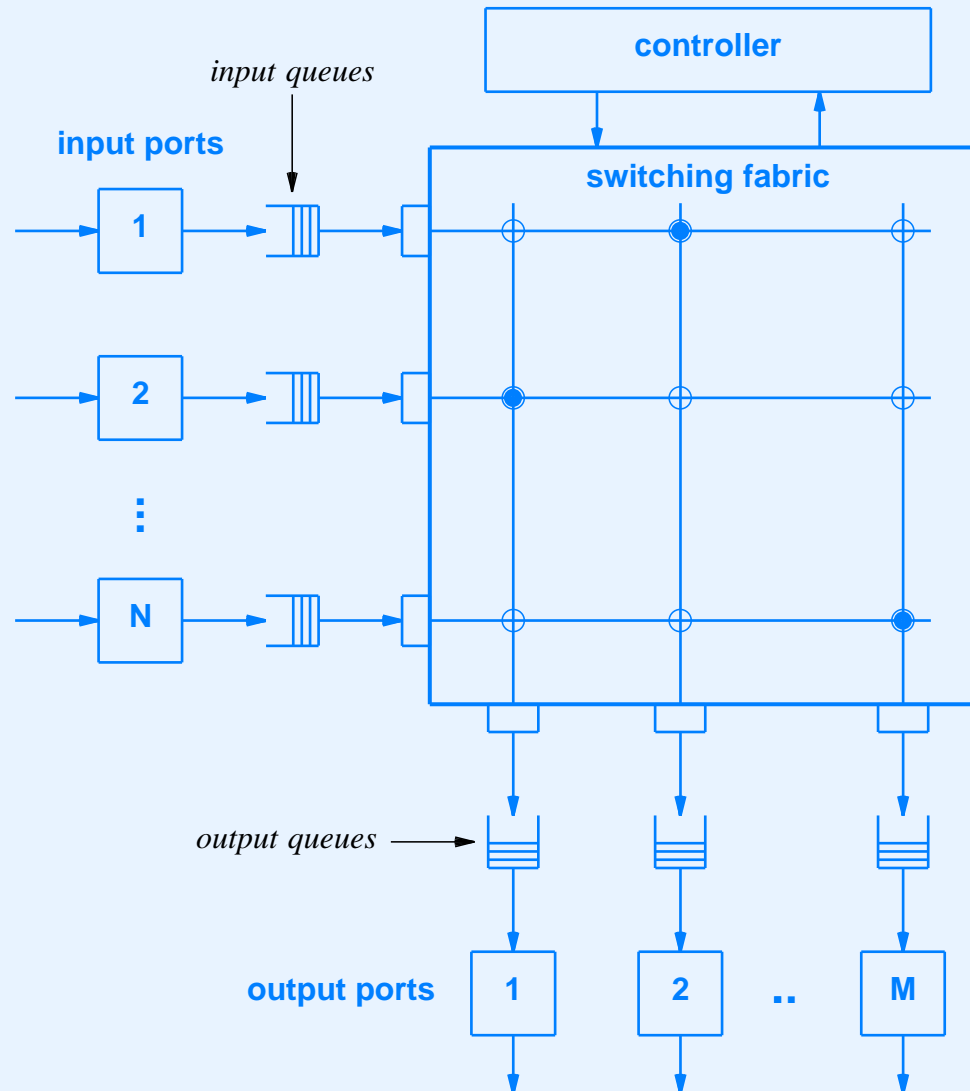 controller
input queues
input ports
switching fabric
1
2
⋮
N
output queues
output ports
1
2
..
M